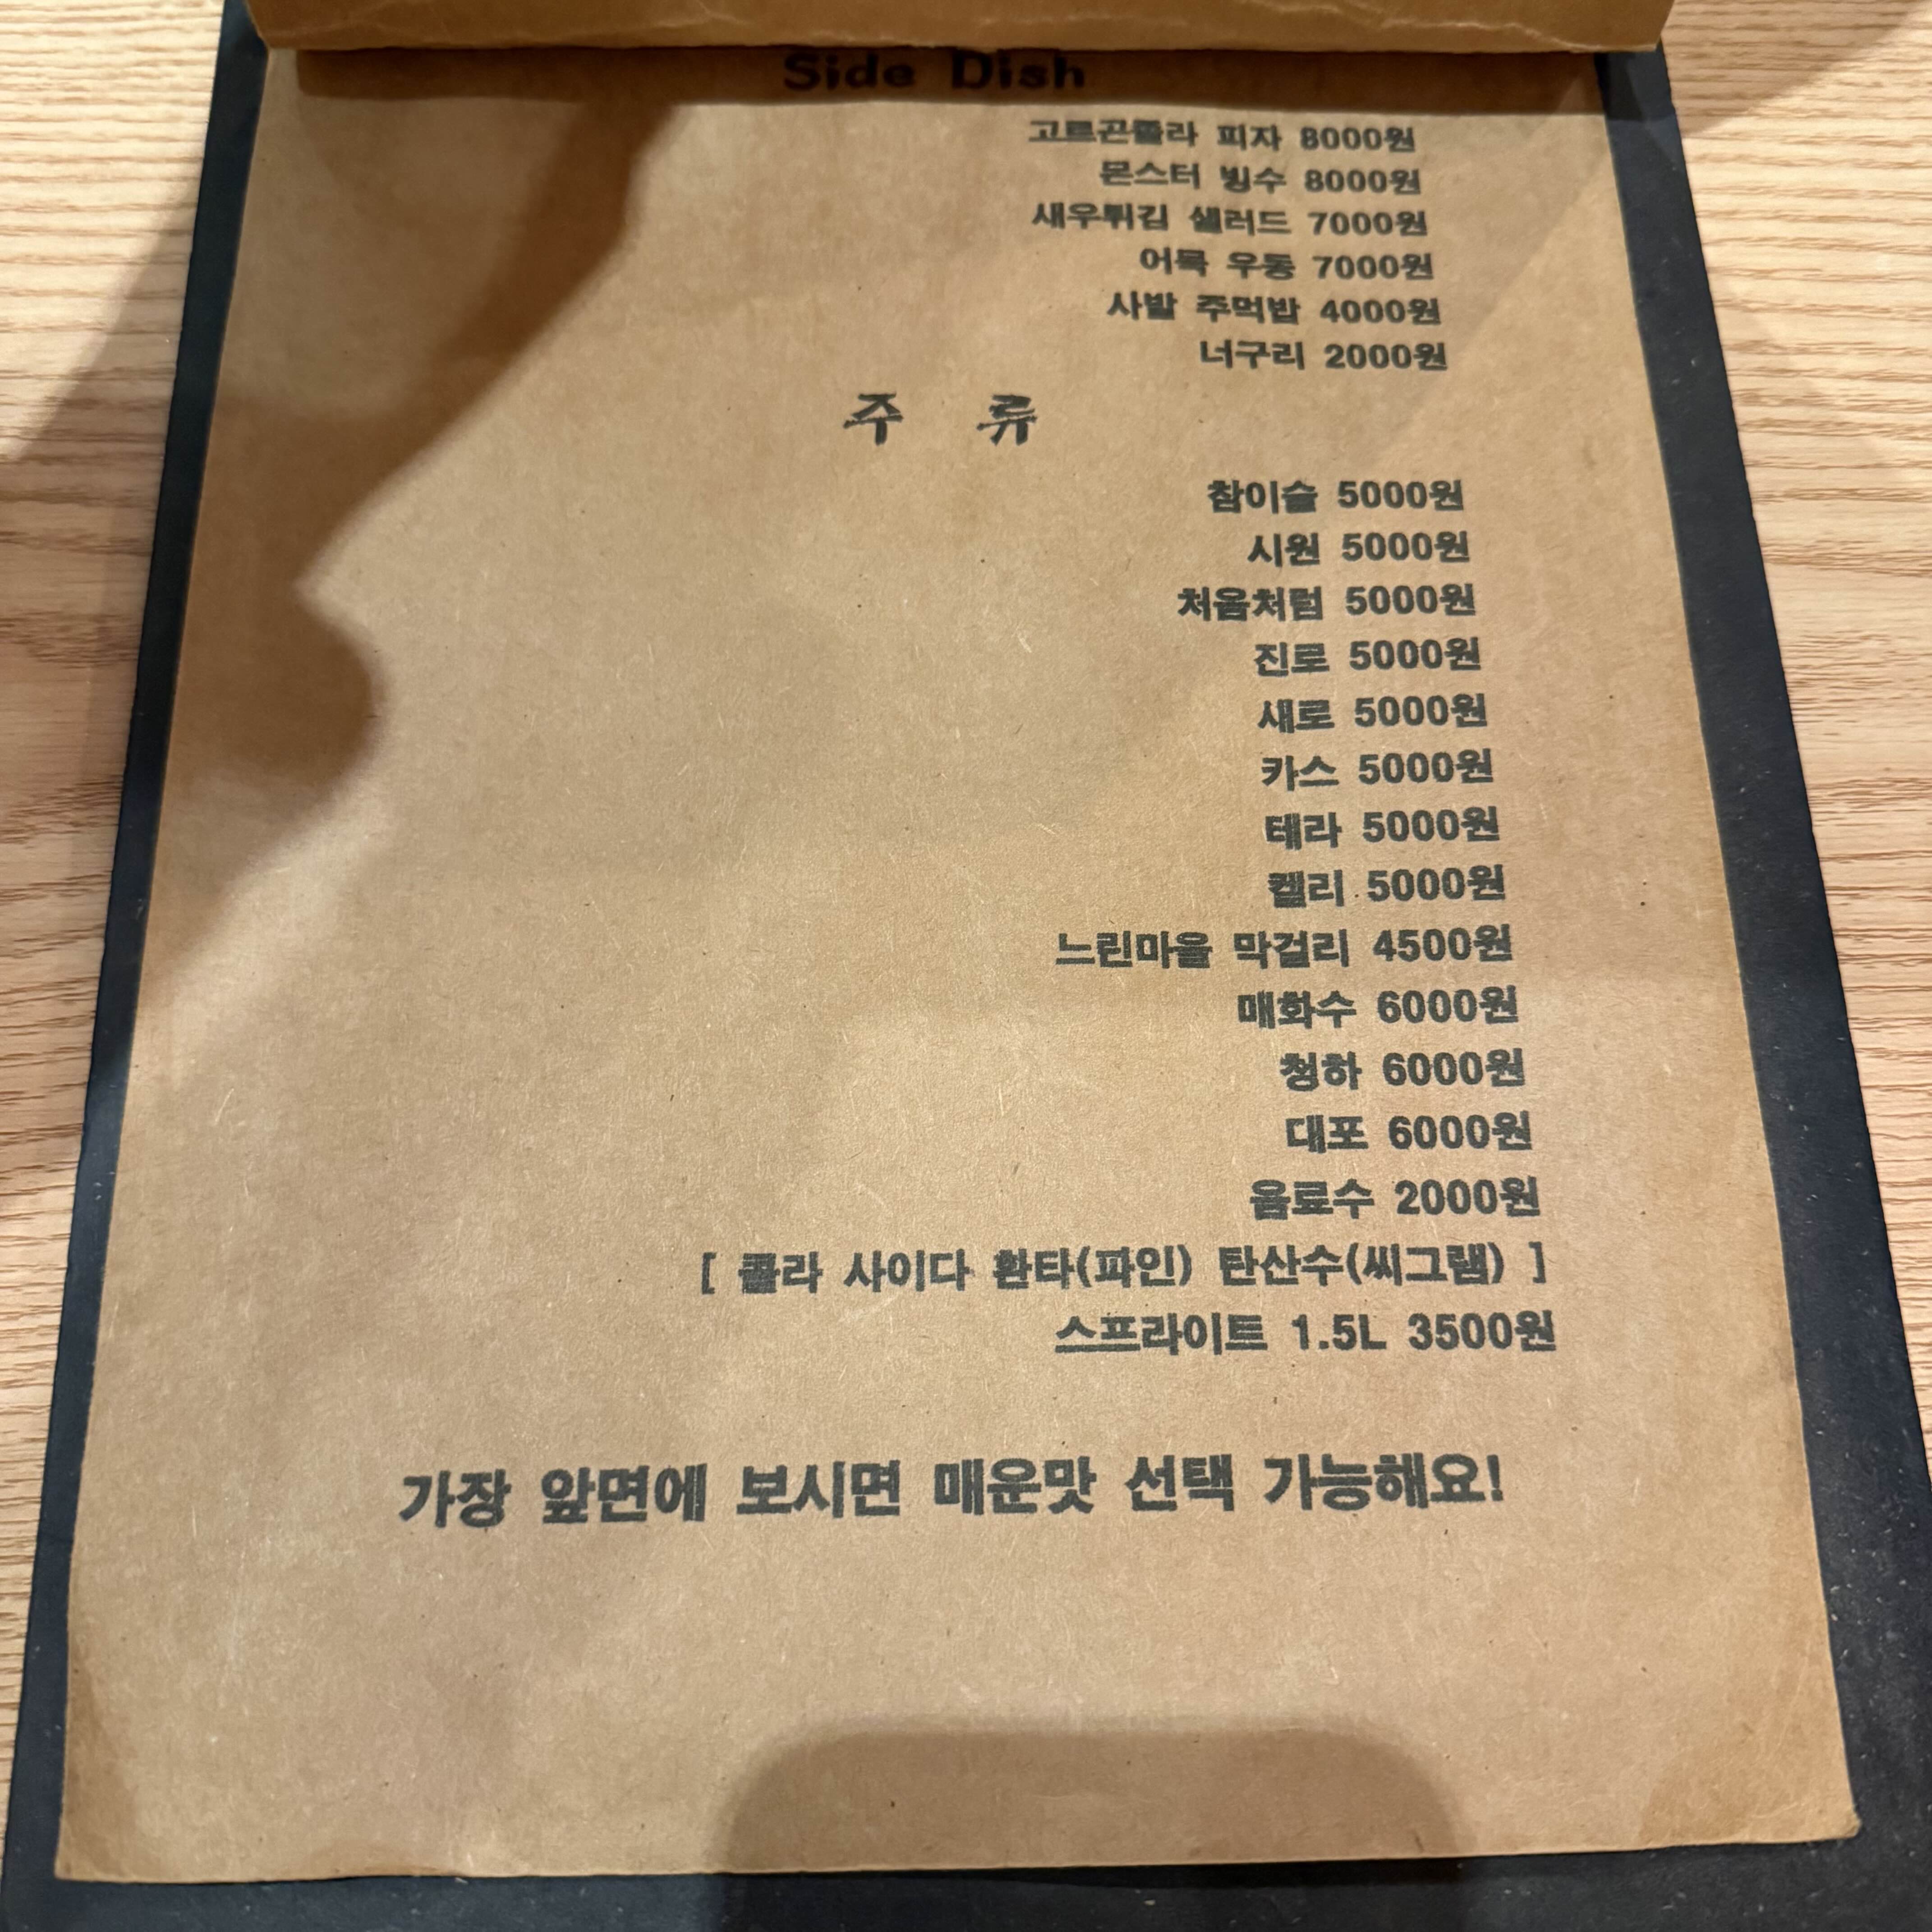 Side Dish
고르곤졸라 피자 8000원
몬스터 빙수 8000원
새우튀김 샐러드 7000원
어묵 우동 7000원
사발 주먹밥 4000원
너구리 2000원
주 류
참이슬 5000원
시원 5000원
처음처럼 5000원
진로 5000원
새로 5000원
카스 5000원
테라 5000원
켈리 5000원
느린마을 막걸리 4500원
매화수 6000원
청하 6000원
대포 6000원
음료수 2000원
[ 콜라 사이다 환타(파인) 탄산수(씨그램) ]
스프라이트 1.5L 3500원
가장 앞면에 보시면 매운맛 선택 가능해요!